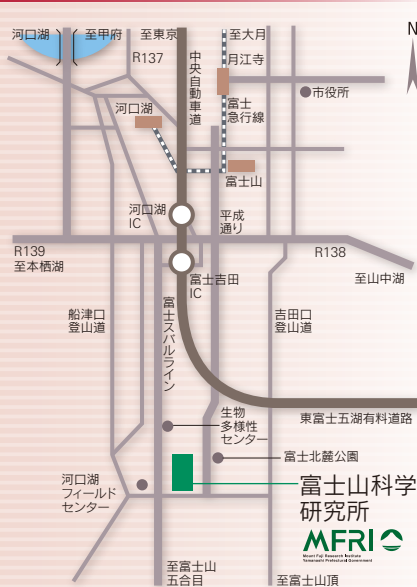 河口湖
至甲府
至東京
至大月
N
R137
中央自動車道
月江寺
市役所
河口湖
富士
急行線
富士山
河口湖
IC
平成
通り
R139
至本栖湖
R138
至山中湖
富士吉田
IC
船津口
登山道
富士スバルライン
吉田口
登山道
東富士五湖有料道路
生物
多様性
センター
富士北麓公園
河口湖
フィールド
センター
富士山科学
研究所
MFRI
Mount Fuji Research Institute
Yamanashi Prefectural Government
至富士山
五合目
至富士山頂